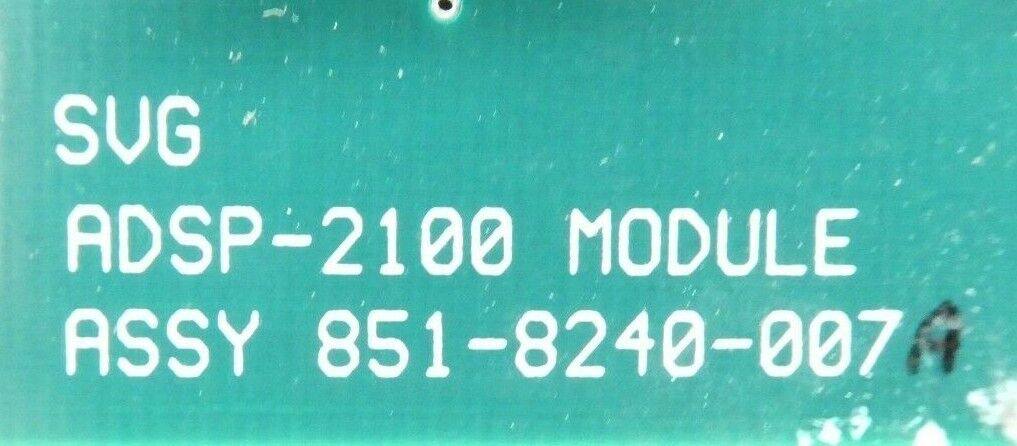 SVG
ADSP-2100 MODULE
ASSY 851-8240-007A